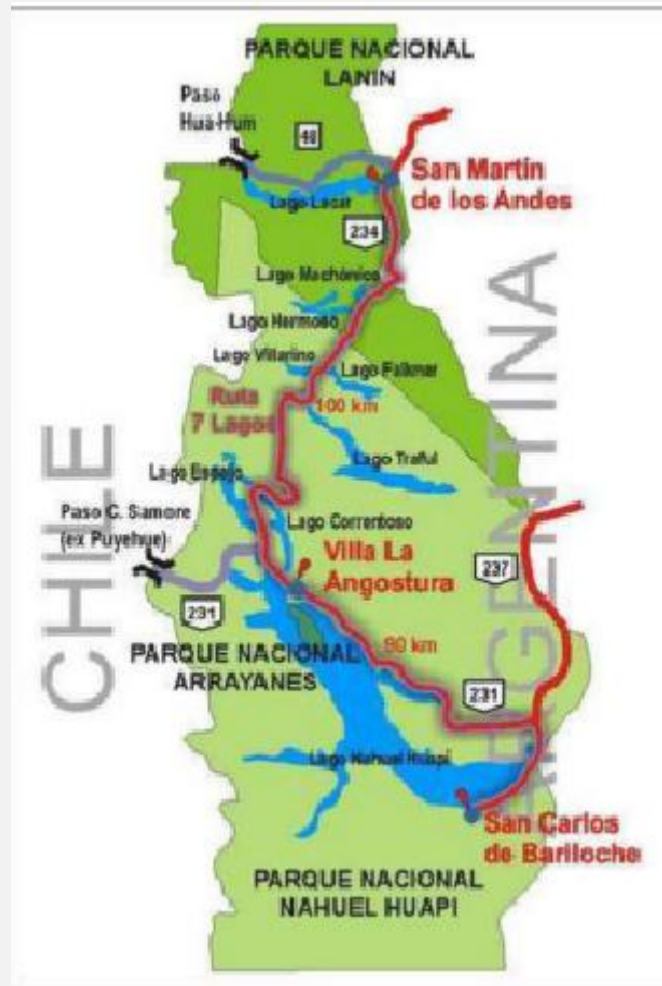 PARQUE NACIONAL
LANIN
Paso
Hua-Hum
48
San Martín
de los Andes
Lago Lacar
234
Lago Machónico
Lago Hermoso
Lago Villarino
Lago Falkner
Ruta
7 Lagos
100 km
Lago Traful
Lago Espejo
CHILE
ARGENTINA
Paso C. Samore
(ex Puyehue)
Lago Correntoso
Villa La
Angostura
237
231
80 km
PARQUE NACIONAL
ARRAYANES
231
Lago Nahuel Huapi
San Carlos
de Bariloche
PARQUE NACIONAL
NAHUEL HUAPI